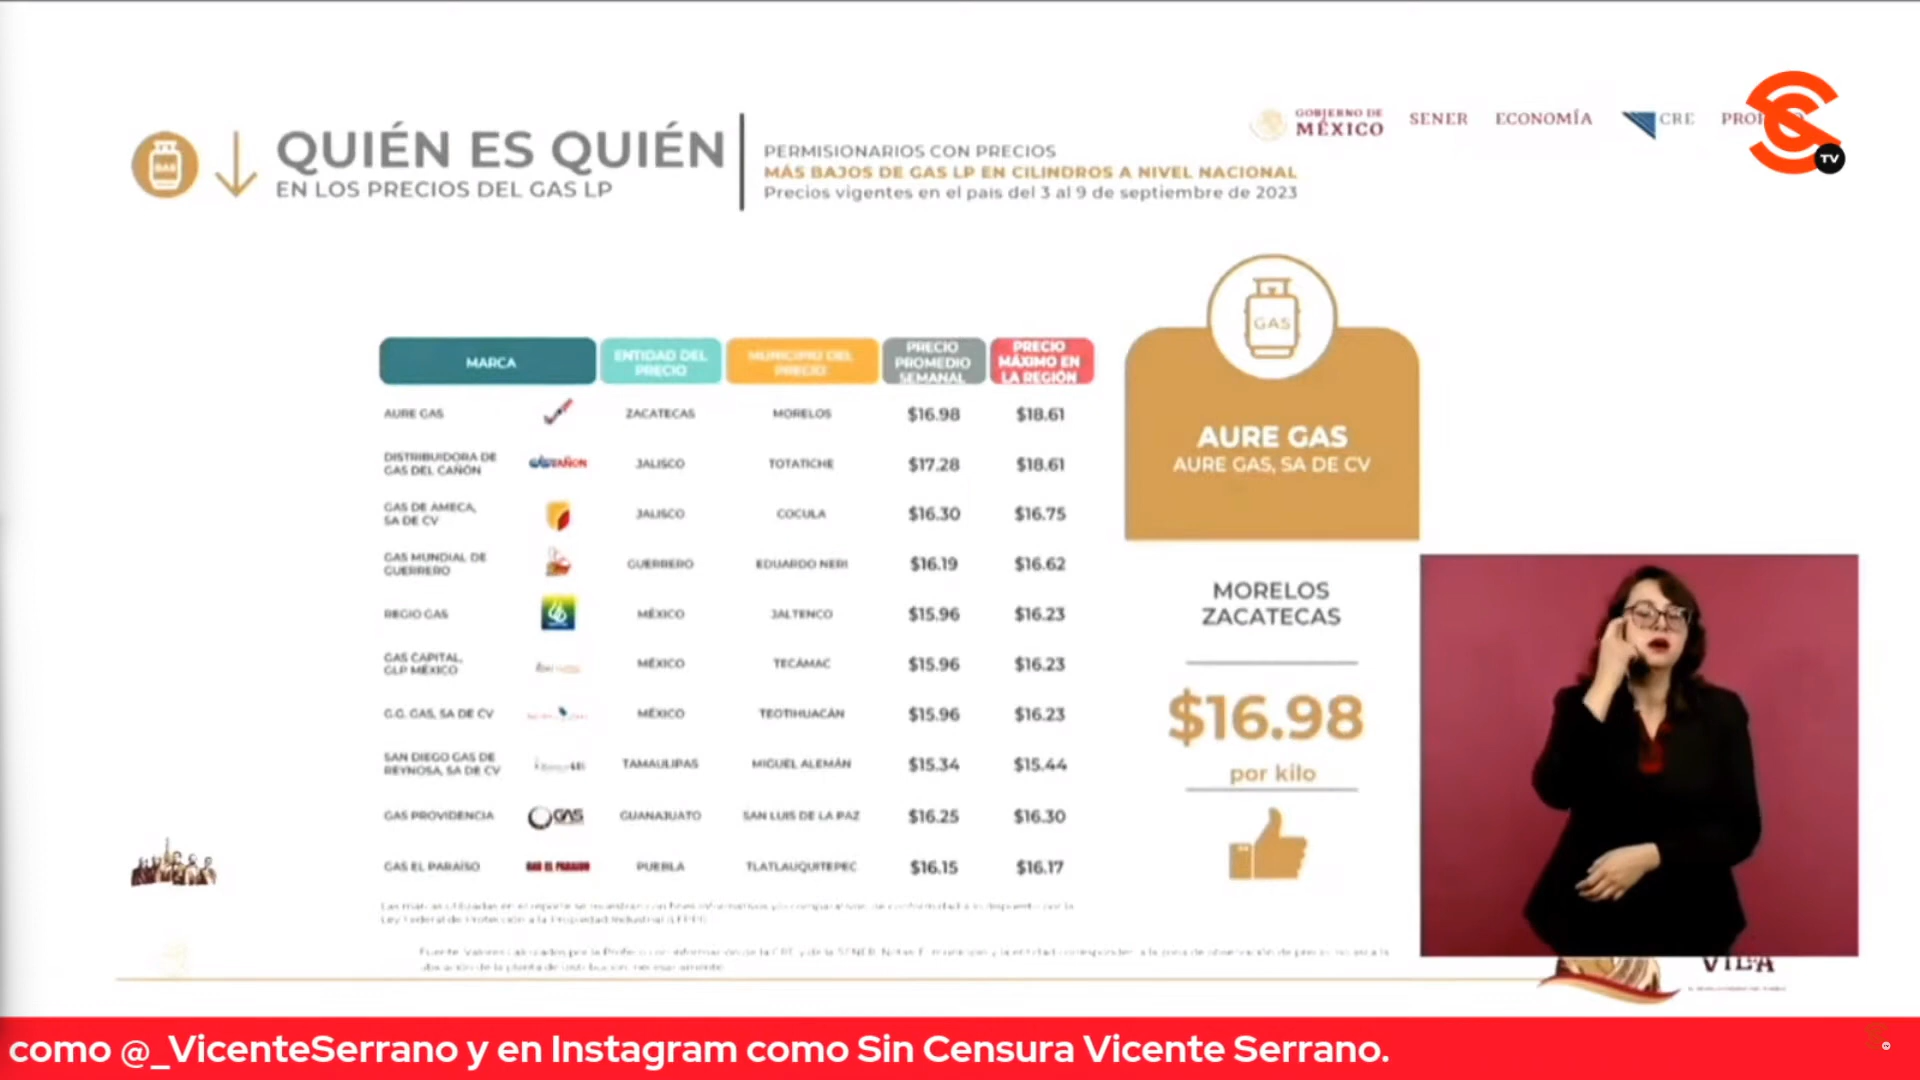 QUIÉN ES QUIÉN
EN LOS PRECIOS DEL GAS LP
PERMISIONARIOS CON PRECIOS
MÁS BAJOS DE GAS LP EN CILINDROS A NIVEL NACIONAL
Precios vigentes en el país del 3 al 9 de septiembre de 2023
GOBIERNO DE
MÉXICO
SENER
ECONOMÍA
CRE
TV
GAS
MARCA
ENTIDAD DEL
PRECIO
MUNICIPIO DEL
PRECIO
PRECIO
PROMEDIO
SEMANAL
PRECIO
MÁXIMO EN
LA REGIÓN
AURE GAS ZACATECAS MORELOS $16.98 $18.61
DISTRIBUIDORA DE
GAS DEL CAÑÓN JALISCO TOTATICHE $17.28 $18.61
GAS DE AMECA,
SA DE CV JALISCO COCULA $16.30 $16.75
GAS MUNDIAL DE
GUERRERO GUERRERO EDUARDO NERI $16.19 $16.62
REGIO GAS MÉXICO JALTENCO $15.96 $16.23
GAS CAPITAL,
GLP MÉXICO MÉXICO TECÁMAC $15.96 $16.23
G.G. GAS, SA DE CV MÉXICO TEOTIHUACÁN $15.96 $16.23
SAN DIEGO GAS DE
REYNOSA, SA DE CV TAMAULIPAS MIGUEL ALEMÁN $15.34 $15.44
GAS PROVIDENCIA GAS GUANAJUATO SAN LUIS DE LA PAZ $16.25 $16.30
GAS EL PARAÍSO GAS EL PARAISO PUEBLA TLATLAUQUITEPEC $16.15 $16.17
GAS
AURE GAS
AURE GAS, SA DE CV
MORELOS
ZACATECAS
$16.98
por kilo
VILLA
como @_VicenteSerrano y en Instagram como Sin Censura Vicente Serrano.